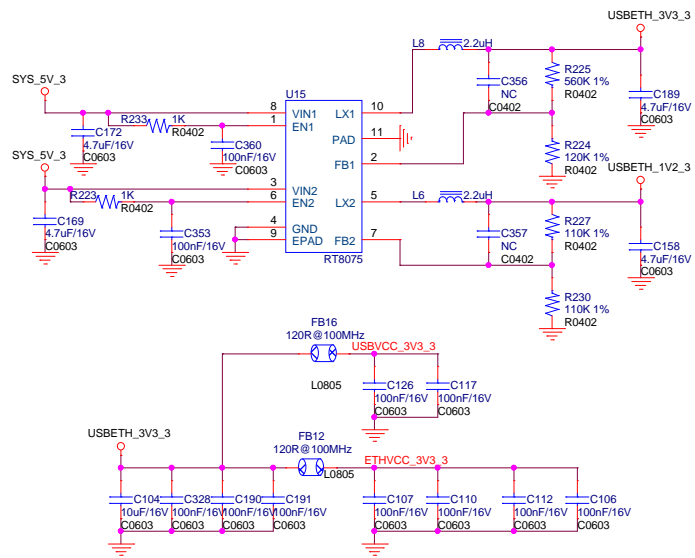 USBETH_3V3_3
L8
2.2uH
SYS_5V_3
U15
C356
NC
C0402
R225
560K 1%
R0402
C189
4.7uF/16V
C0603
8
VIN1
LX1
10
R233
1K
R0402
1
EN1
C172
4.7uF/16V
C0603
C360
100nF/16V
C0603
PAD
11
FB1
2
R224
120K 1%
R0402
SYS_5V_3
USBETH_1V2_3
3
VIN2
LX2
5
L6
2.2uH
R223
1K
R0402
6
EN2
C169
4.7uF/16V
C0603
C353
100nF/16V
C0603
4
GND
9
EPAD
FB2
7
RT8075
C357
NC
C0402
R227
110K 1%
R0402
C158
4.7uF/16V
C0603
R230
110K 1%
R0402
FB16
120R@100MHz
USBVCC_3V3_3
L0805
C126
100nF/16V
C0603
C117
100nF/16V
C0603
USBETH_3V3_3
FB12
120R@100MHz
L0805
ETHVCC_3V3_3
C104
10uF/16V
C0603
C328
100nF/16V
C0603
C190
100nF/16V
C0603
C191
100nF/16V
C0603
C107
100nF/16V
C0603
C110
100nF/16V
C0603
C112
100nF/16V
C0603
C106
100nF/16V
C0603